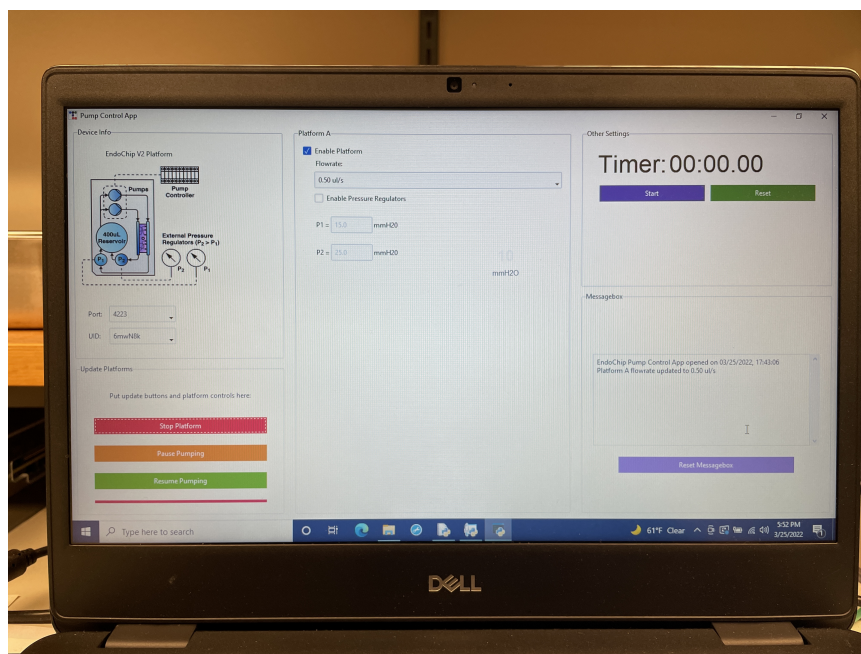 Pump Control App
Device Info
EndoChip V2 Platform
Pumps
Pump
Controller
400uL
Reservoir
External Pressure
Regulators (P2 > P1)
P1
P2
P2
P1
Port: 4223
UID: 6mwN8k
Update Platforms
Put update buttons and platform controls here:
Stop Platform
Pause Pumping
Resume Pumping
Platform A
Enable Platform
Flowrate:
0.50 ul/s
Enable Pressure Regulators
P1 = 15.0 mmH20
P2 = 25.0 mmH20
10
mmH2O
Other Settings
Timer: 00:00.00
Start
Reset
Messagebox
EndoChip Pump Control App opened on 03/25/2022, 17:43:06
Platform A flowrate updated to 0.50 ul/s
Reset Messagebox
Type here to search
61°F Clear
5:52 PM
3/25/2022
1
DELL